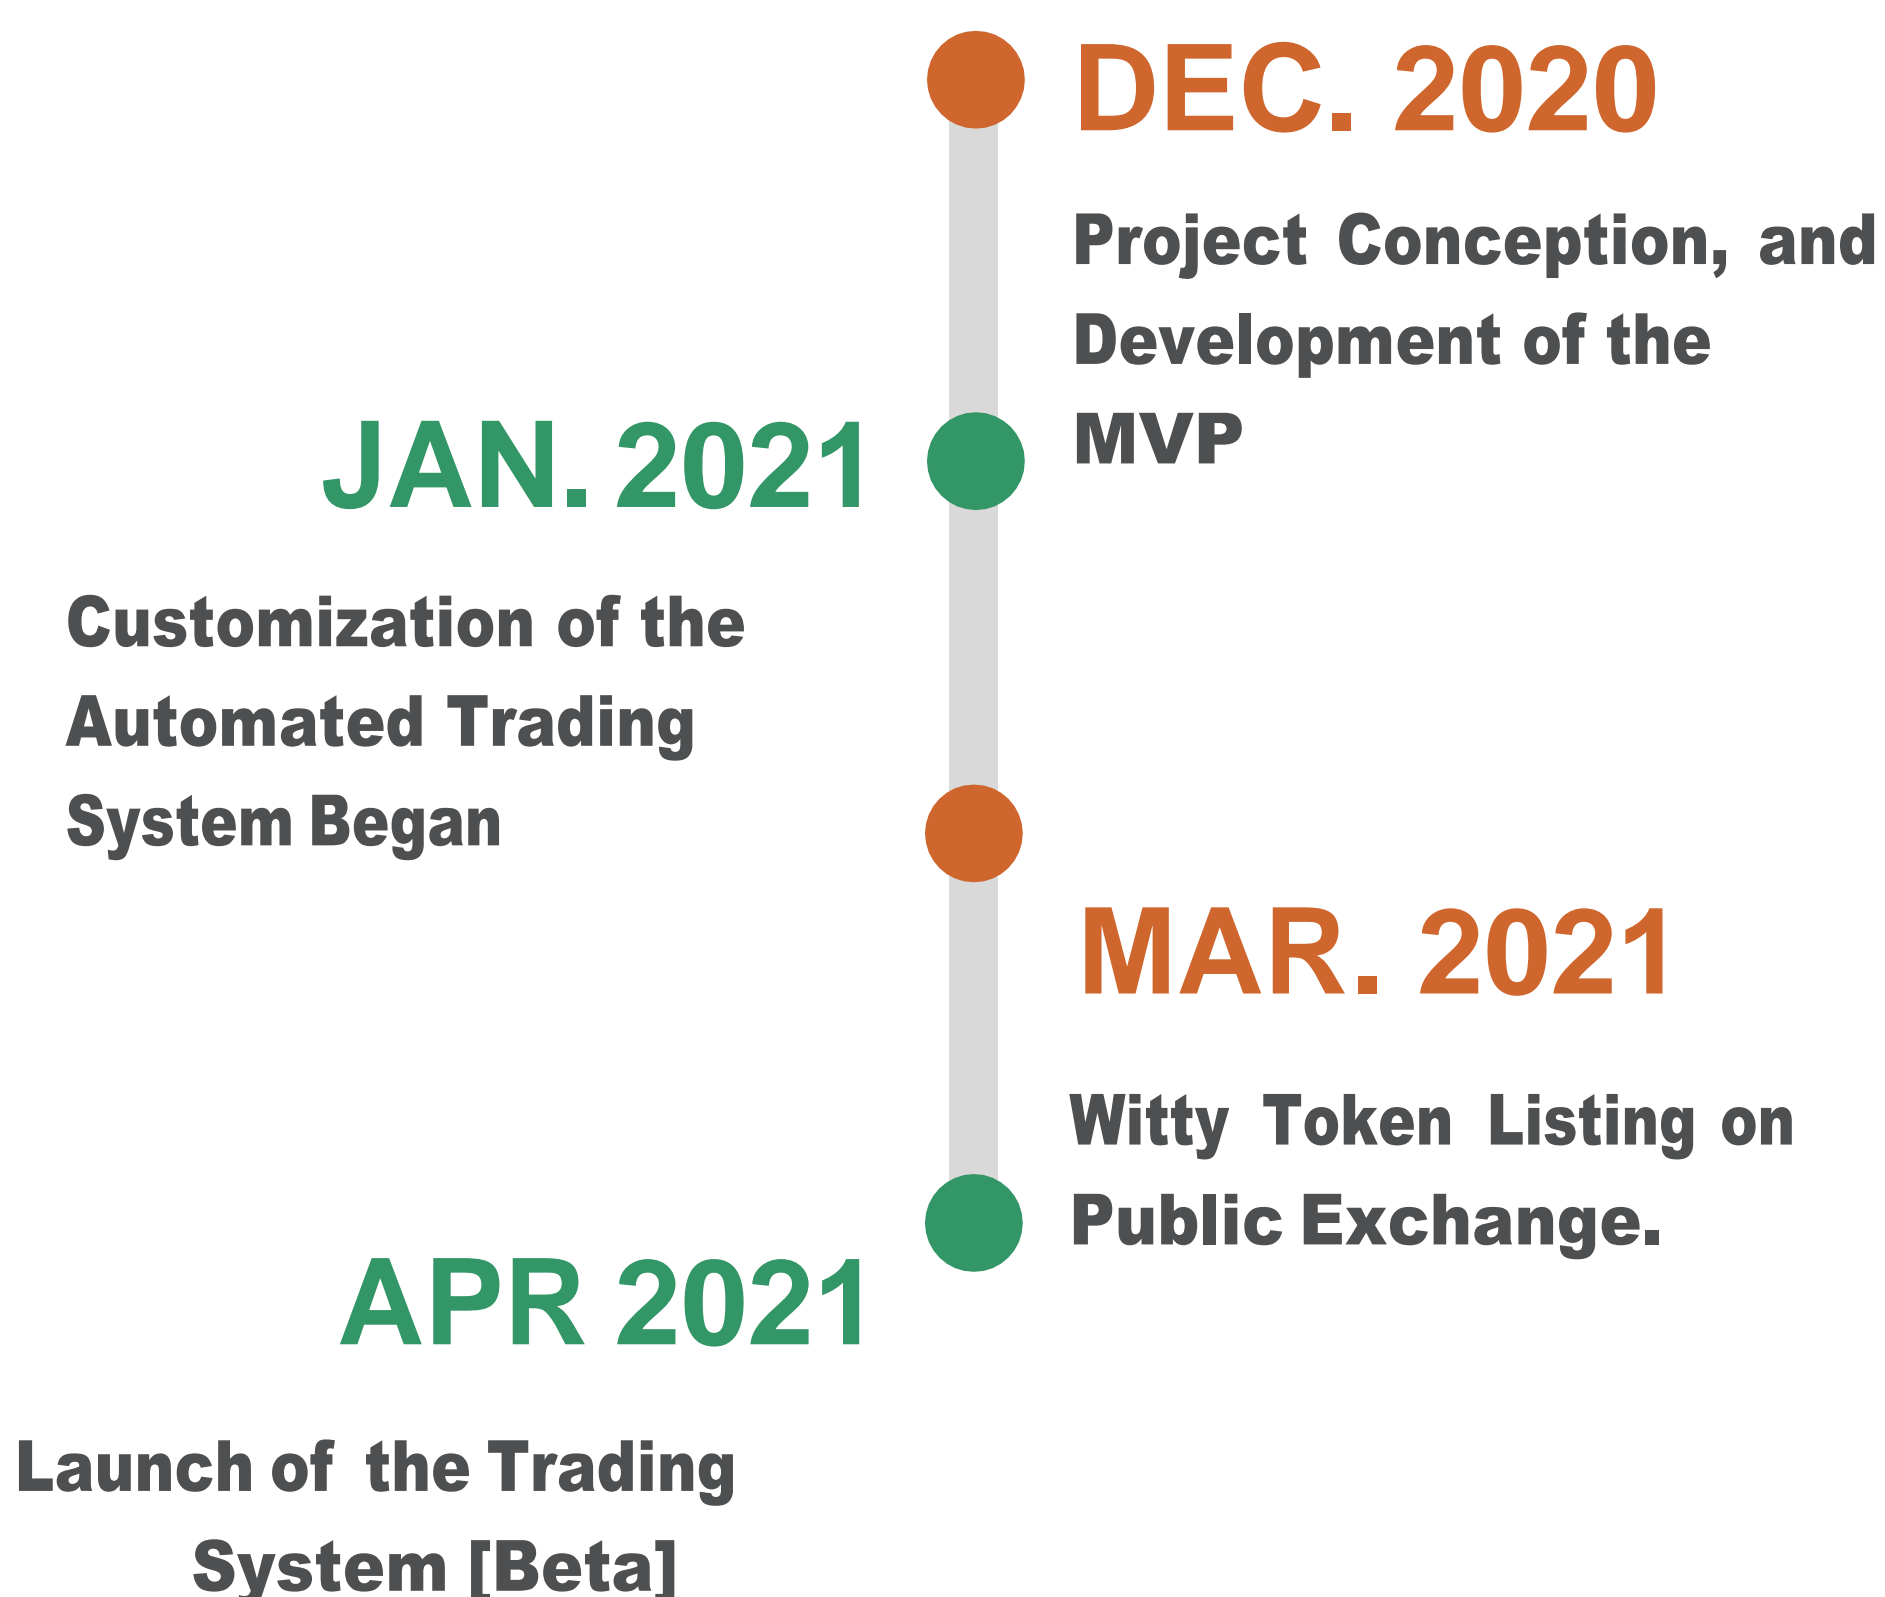 DEC. 2020
Project Conception, and
Development of the
MVP
JAN. 2021
Customization of the
Automated Trading
System Began
MAR. 2021
Witty Token Listing on
Public Exchange.
APR 2021
Launch of the Trading
System [Beta]